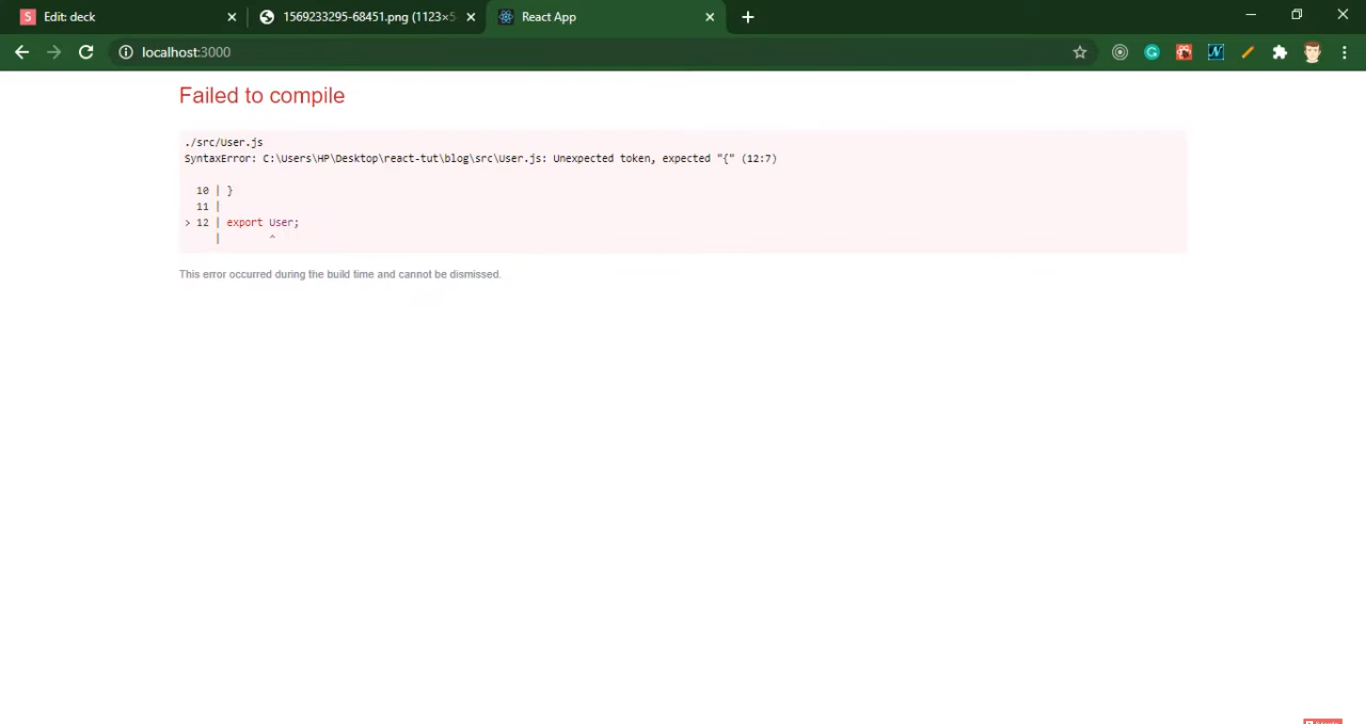 S Edit: deck
1569233295-68451.png (1123×5
React App
localhost:3000
Failed to compile
./src/User.js
SyntaxError: C:\Users\HP\Desktop\react-tut\blog\src\User.js: Unexpected token, expected "{" (12:7)
10 | }
11 |
> 12 | export User;
| ^
This error occurred during the build time and cannot be dismissed.